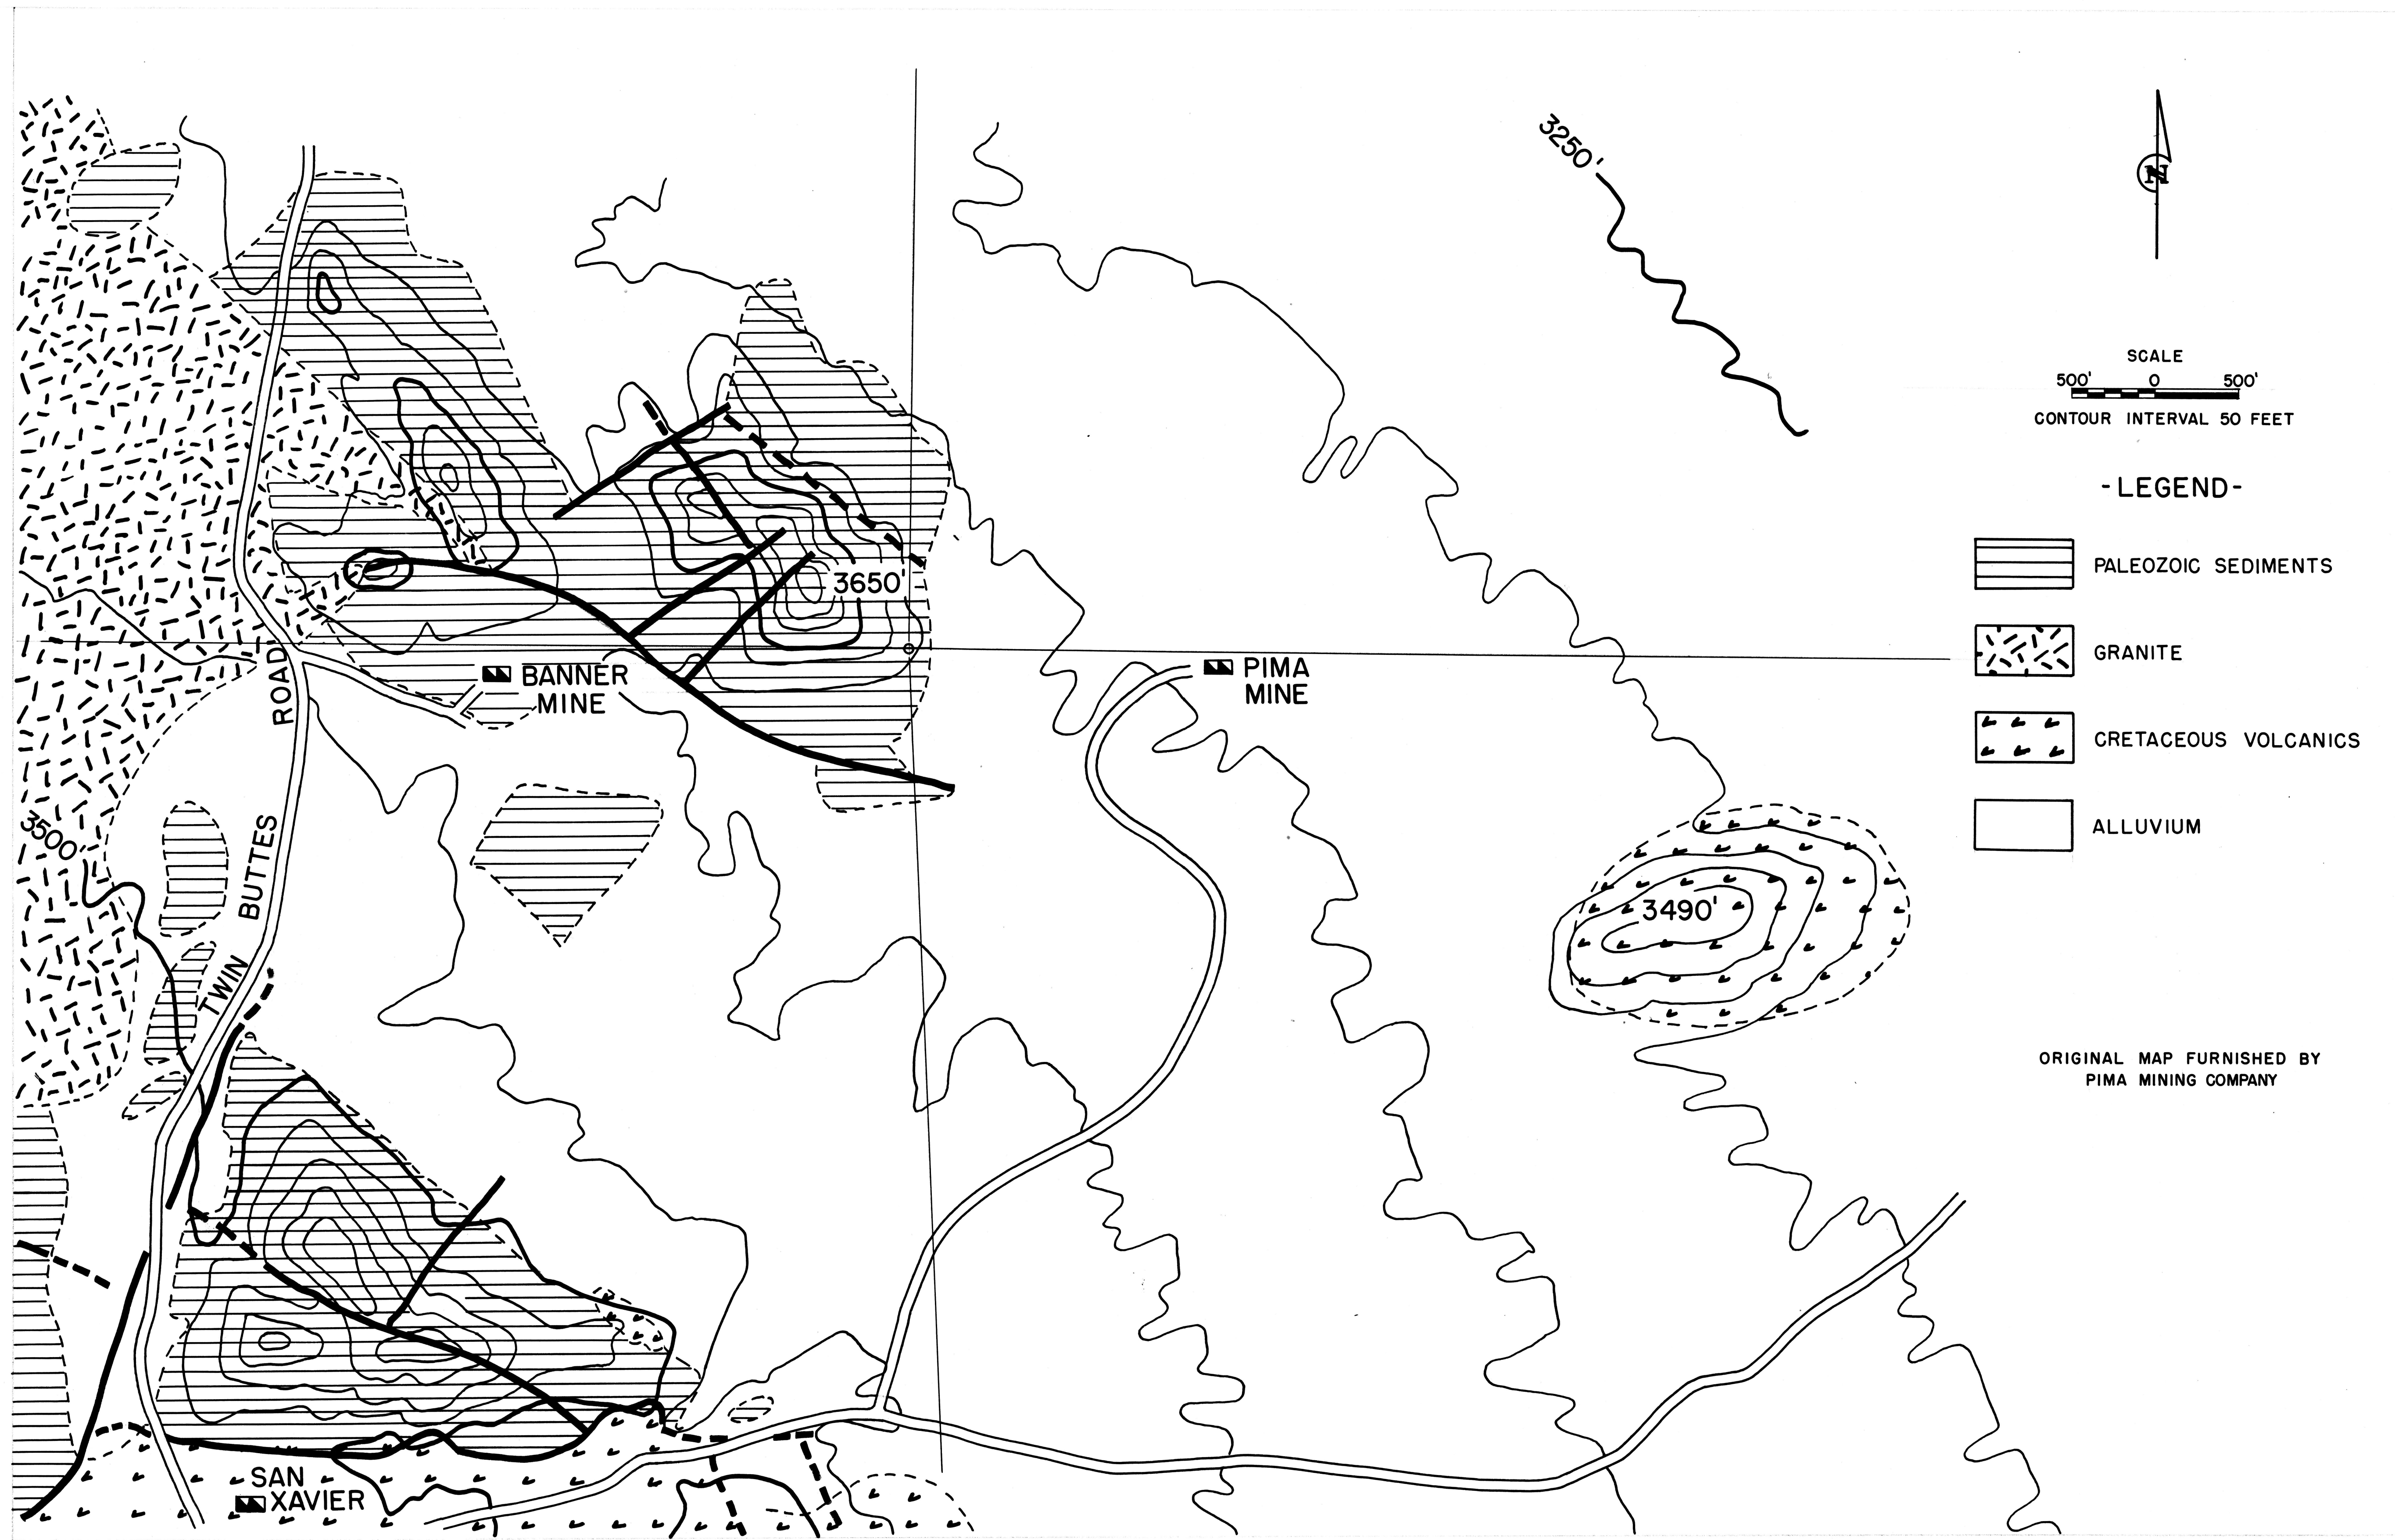 3250'
N
SCALE
500' 0 500'
CONTOUR INTERVAL 50 FEET
-LEGEND-
PALEOZOIC SEDIMENTS
GRANITE
CRETACEOUS VOLCANICS
ALLUVIUM
3650'
BANNER
MINE
PIMA
MINE
TWIN BUTTES ROAD
3500'
3490'
ORIGINAL MAP FURNISHED BY
PIMA MINING COMPANY
SAN
XAVIER